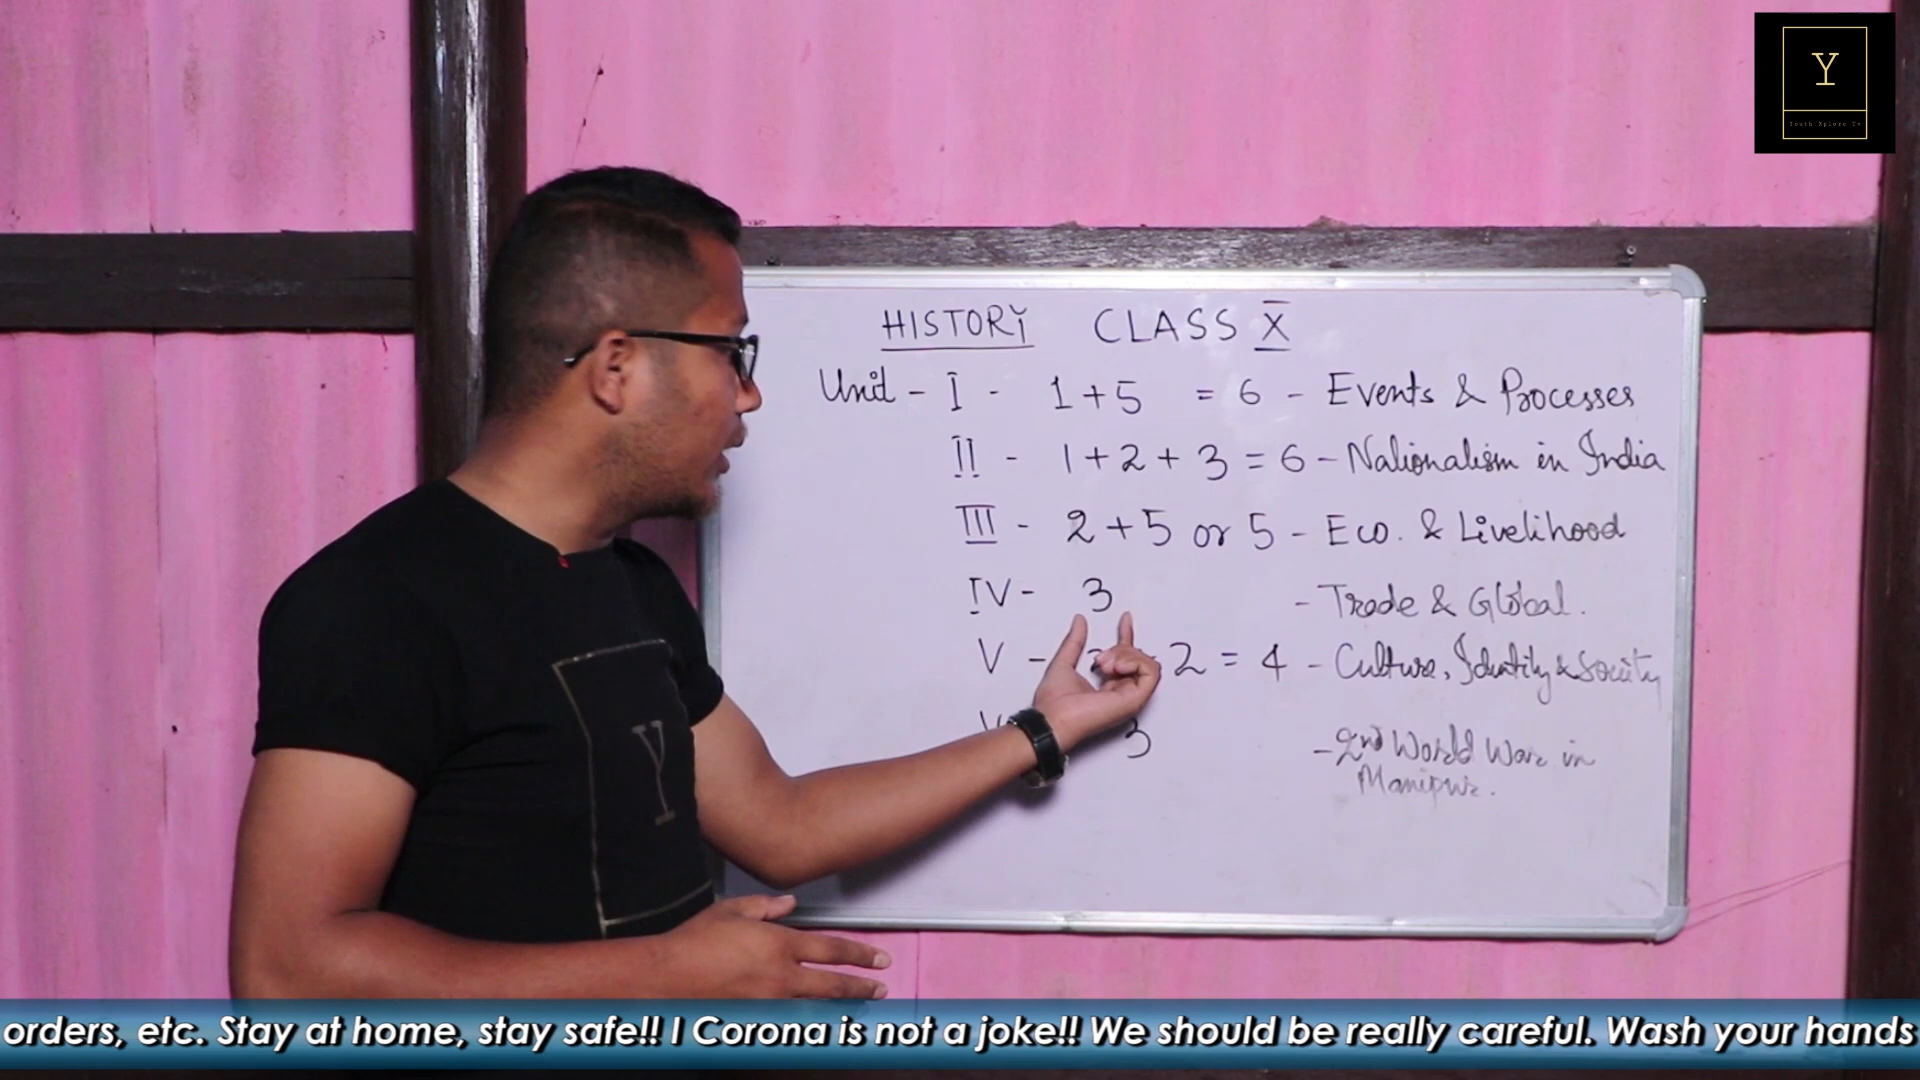 Y
HISTORY CLASS X
Unit - I - 1+5 = 6 - Events & Processes
II - 1+2+3 = 6 - Nationalism in India
III - 2+5 or 5 - Eco. & Livelihood
IV - 3 - Trade & Global.
V - 2 = 4 - Culture, Identity & Society
3 - 2nd World War in
Manipur.
Y
orders, etc. Stay at home, stay safe!! I Corona is not a joke!! We should be really careful. Wash your hands